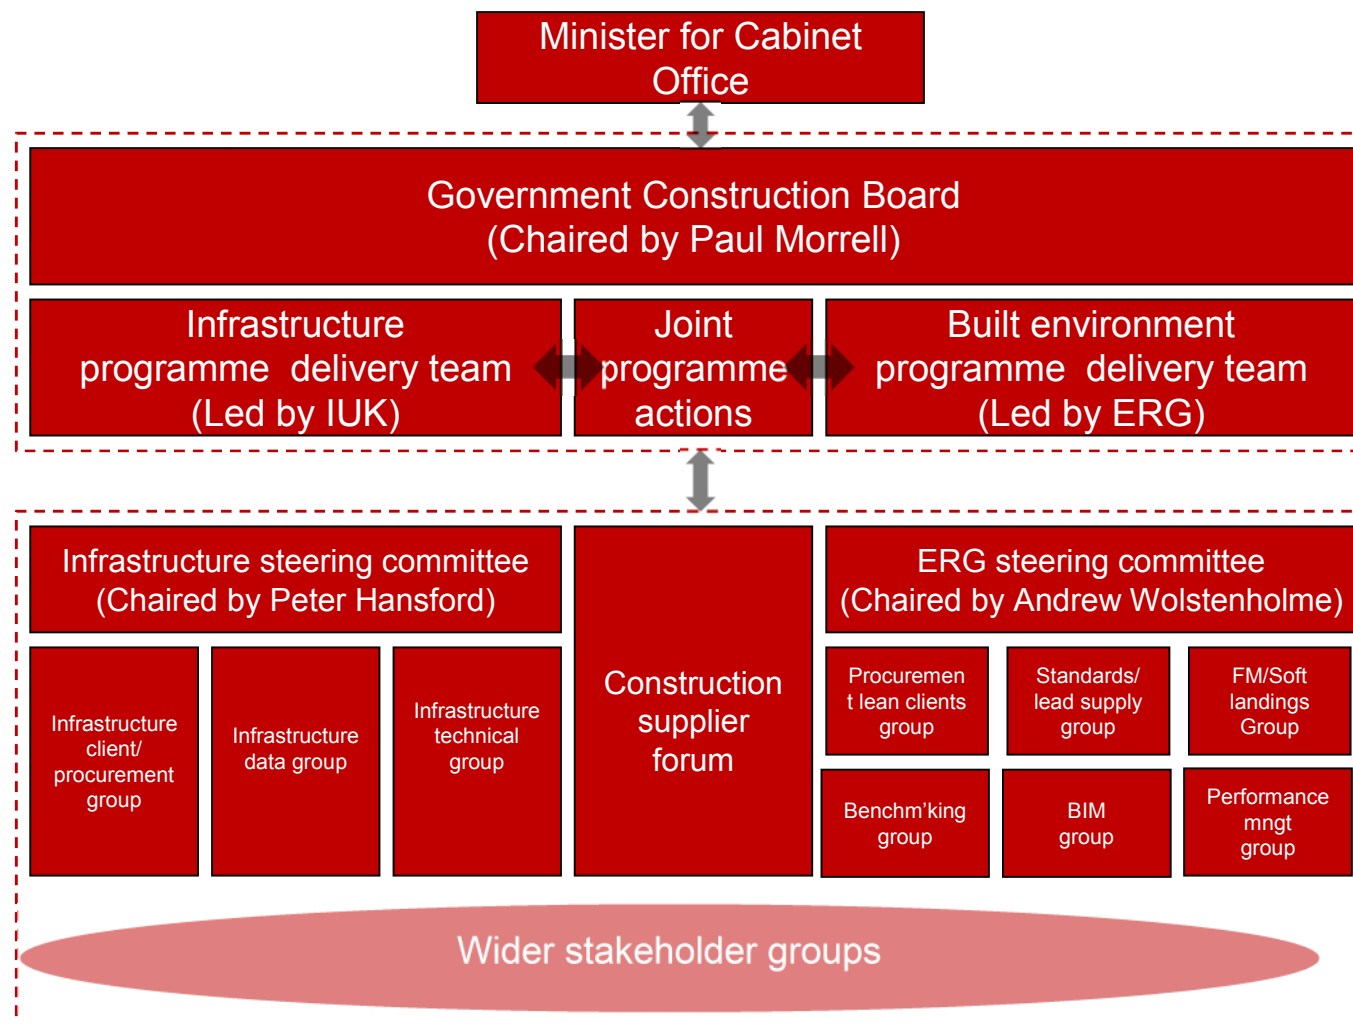 Minister for Cabinet
Office
Government Construction Board
(Chaired by Paul Morrell)
Infrastructure
programme delivery team
(Led by IUK)
Joint
programme
actions
Built environment
programme delivery team
(Led by ERG)
Infrastructure steering committee
(Chaired by Peter Hansford)
Construction
supplier
forum
ERG steering committee
(Chaired by Andrew Wolstenholme)
Infrastructure
client/
procurement
group
Infrastructure
data group
Infrastructure
technical
group
Procuremen
t lean clients
group
Standards/
lead supply
group
FM/Soft
landings
Group
Benchm’king
group
BIM
group
Performance
mngt
group
Wider stakeholder groups